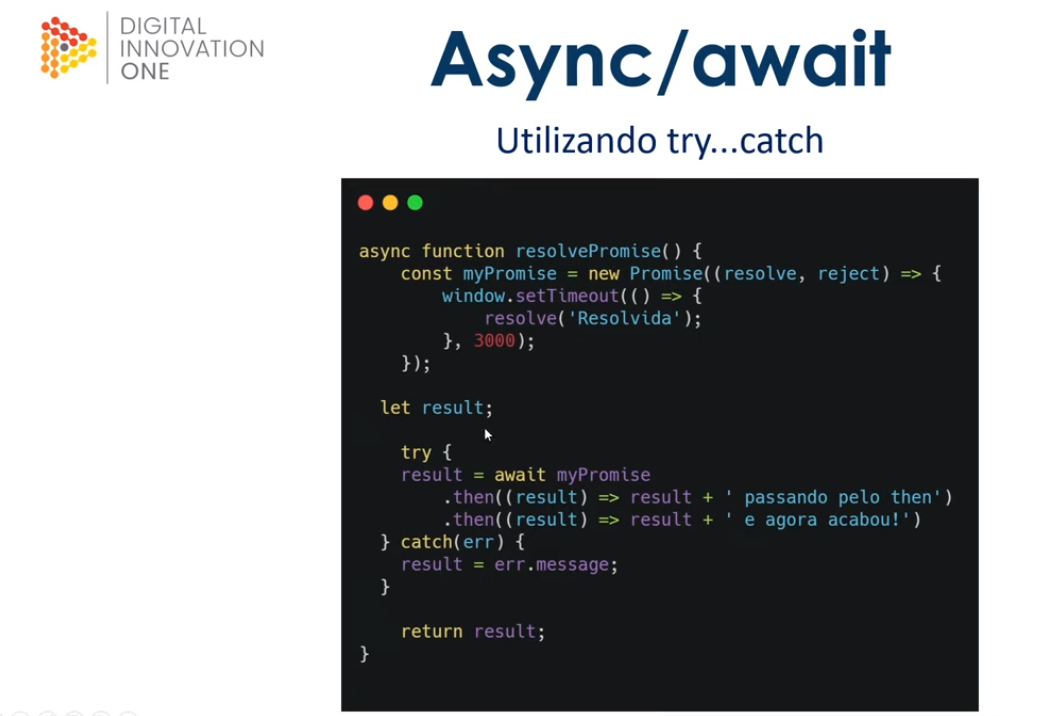 DIGITAL
INNOVATION
ONE
Async/await
Utilizando try...catch
async function resolvePromise() {
    const myPromise = new Promise((resolve, reject) => {
        window.setTimeout(() => {
            resolve('Resolvida');
        }, 3000);
    });
  let result;
    try {
    result = await myPromise
        .then((result) => result + ' passando pelo then')
        .then((result) => result + ' e agora acabou!')
  } catch(err) {
    result = err.message;
  }
    return result;
}